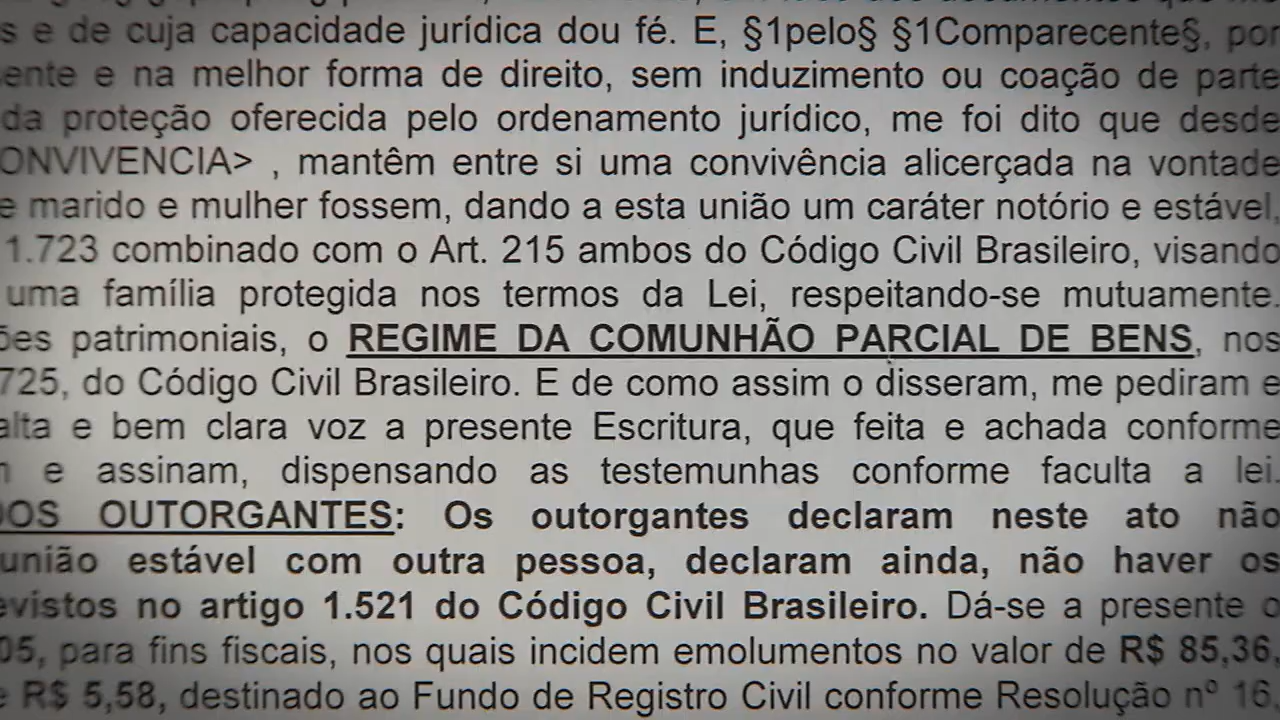 s e de cuja capacidade jurídica dou fé. E, §1pelo§ §1Comparecente§, por
ente e na melhor forma de direito, sem induzimento ou coação de parte
da proteção oferecida pelo ordenamento jurídico, me foi dito que desde
ONVIVENCIA> , mantêm entre si uma convivência alicerçada na vontade
e marido e mulher fossem, dando a esta união um caráter notório e estável,
1.723 combinado com o Art. 215 ambos do Código Civil Brasileiro, visando
uma família protegida nos termos da Lei, respeitando-se mutuamente.
ões patrimoniais, o REGIME DA COMUNHÃO PARCIAL DE BENS, nos
725, do Código Civil Brasileiro. E de como assim o disseram, me pediram e
alta e bem clara voz a presente Escritura, que feita e achada conforme
e assinam, dispensando as testemunhas conforme faculta a lei.
DOS OUTORGANTES: Os outorgantes declaram neste ato não
união estável com outra pessoa, declaram ainda, não haver os
evistos no artigo 1.521 do Código Civil Brasileiro. Dá-se a presente o
05, para fins fiscais, nos quais incidem emolumentos no valor de R$ 85,36,
e R$ 5,58, destinado ao Fundo de Registro Civil conforme Resolução nº 16,